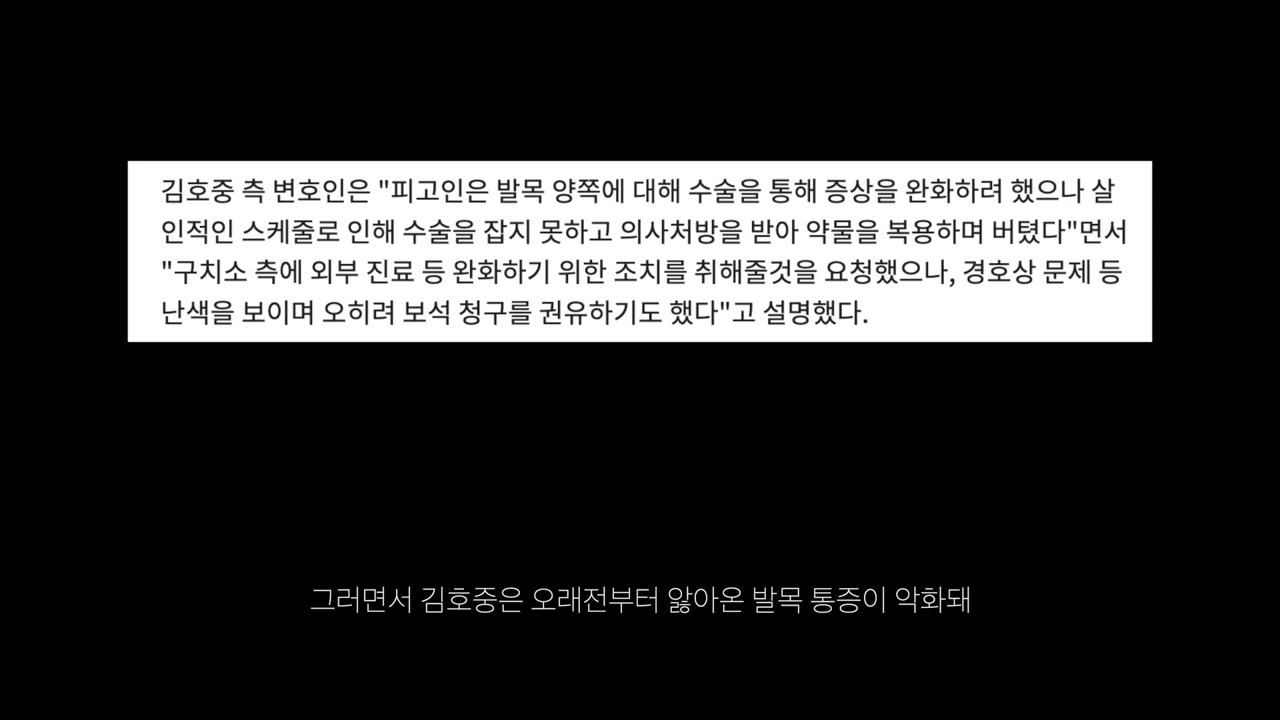 김호중 측 변호인은 "피고인은 발목 양쪽에 대해 수술을 통해 증상을 완화하려 했으나 살
인적인 스케줄로 인해 수술을 잡지 못하고 의사처방을 받아 약물을 복용하며 버텼다"면서
"구치소 측에 외부 진료 등 완화하기 위한 조치를 취해줄것을 요청했으나, 경호상 문제 등
난색을 보이며 오히려 보석 청구를 권유하기도 했다"고 설명했다.
그러면서 김호중은 오래전부터 앓아온 발목 통증이 악화돼